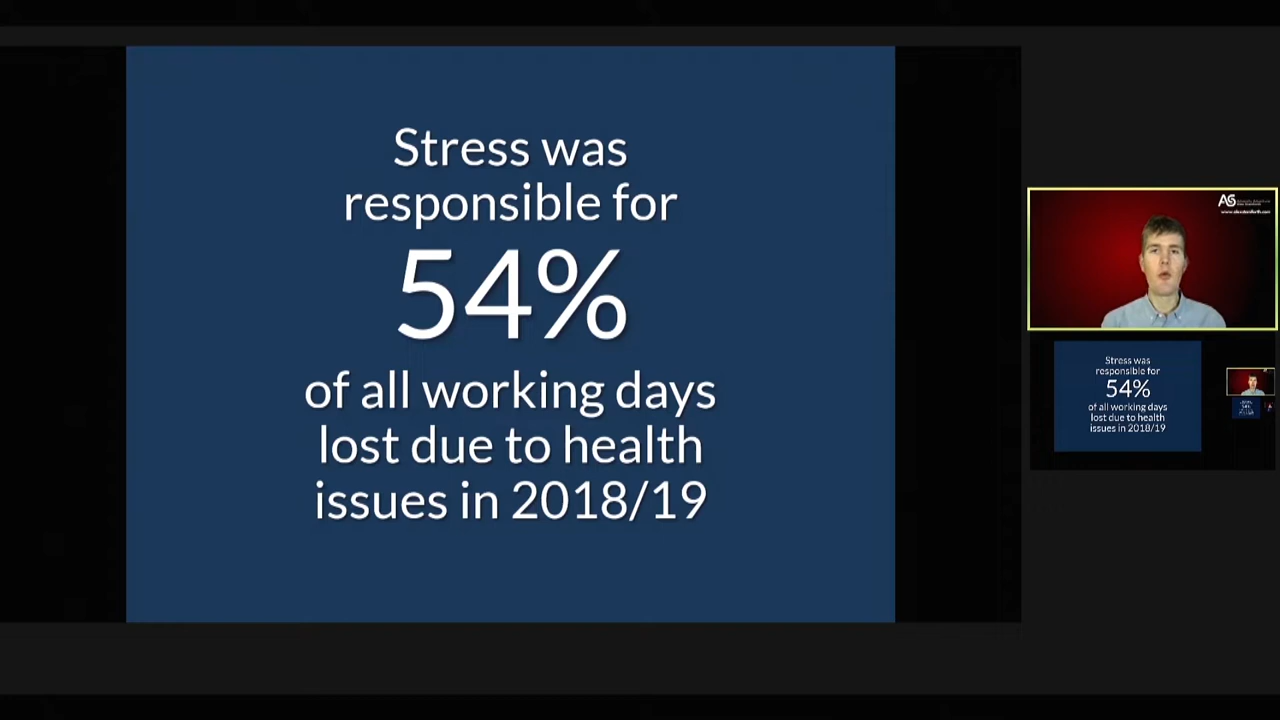 Stress was
responsible for
54%
of all working days
lost due to health
issues in 2018/19
AS
Stress was
responsible for
54%
of all working days
lost due to health
issues in 2018/19